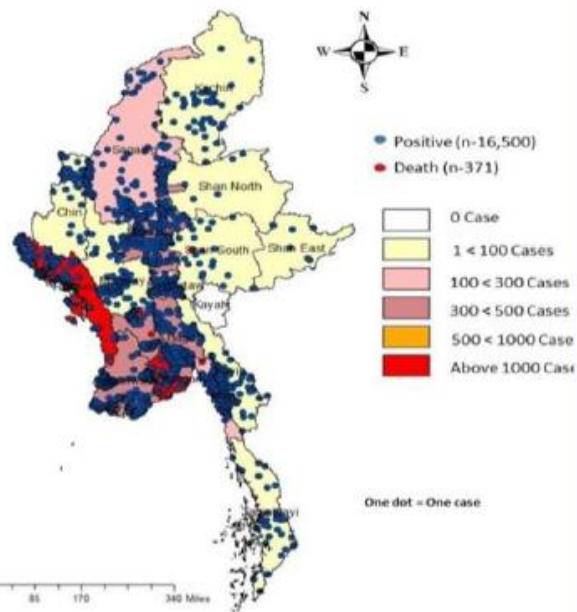 N
W E
S
Positive (n-16,500)
Death (n-371)
0 Case
1 < 100 Cases
100 < 300 Cases
300 < 500 Cases
500 < 1000 Case
Above 1000 Case
Kachin
Shan North
Chin
Shan South
Shan East
Kayah
One dot = One case
85 170 340 Miles